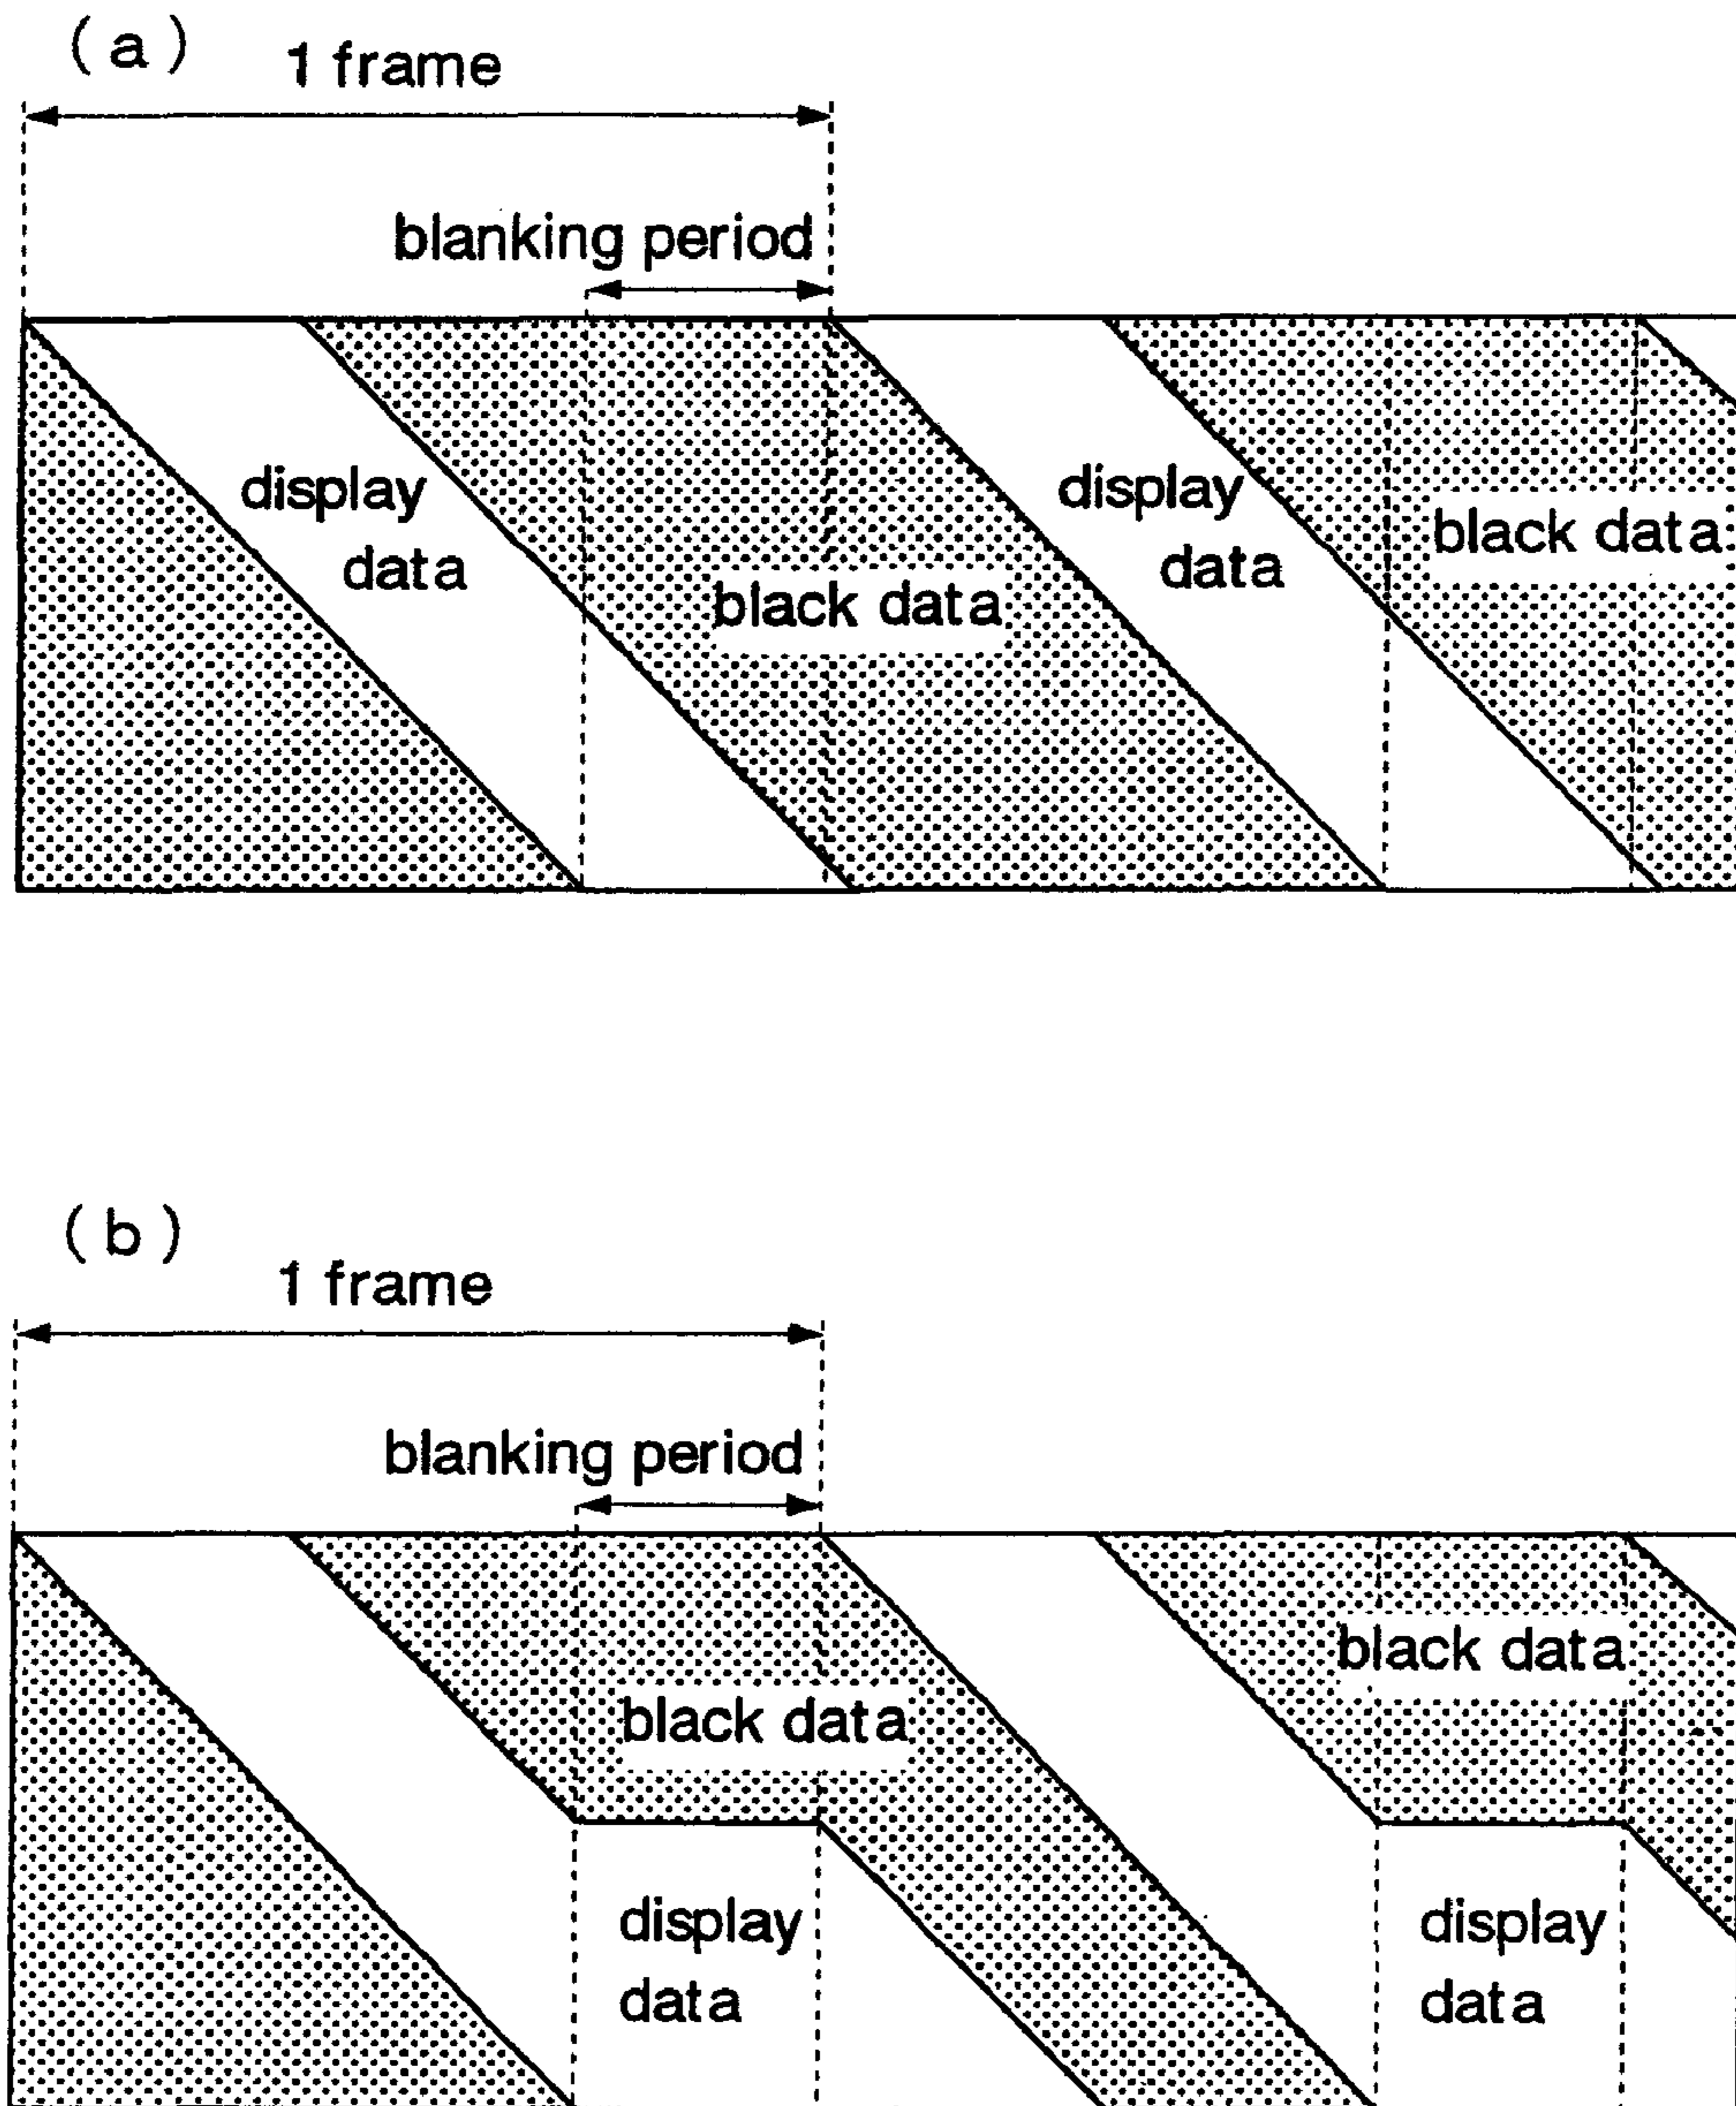 (a)
1 frame
blanking period
display
data
black data
display
data
black data
(b)
1 frame
blanking period
black data
black data
display
data
display
data